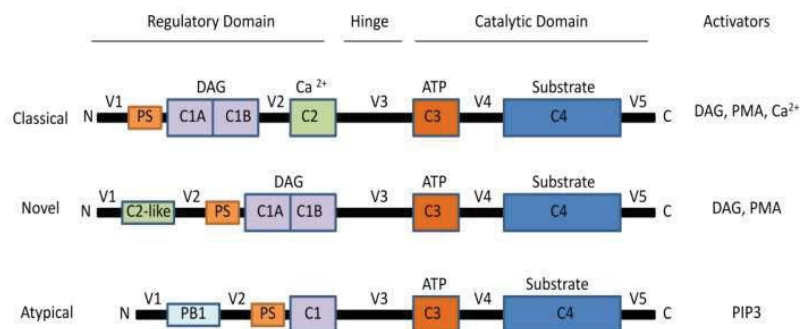 Regulatory Domain Hinge Catalytic Domain Activators
DAG Ca 2+ ATP Substrate
V1 V2 V3 V4 V5
Classical N PS C1A C1B C2 C3 C4 C DAG, PMA, Ca2+
DAG ATP Substrate
V1 V2 V3 V4 V5
Novel N C2-like PS C1A C1B C3 C4 C DAG, PMA
ATP Substrate
V1 V2 V3 V4 V5
Atypical N PB1 PS C1 C3 C4 C PIP3